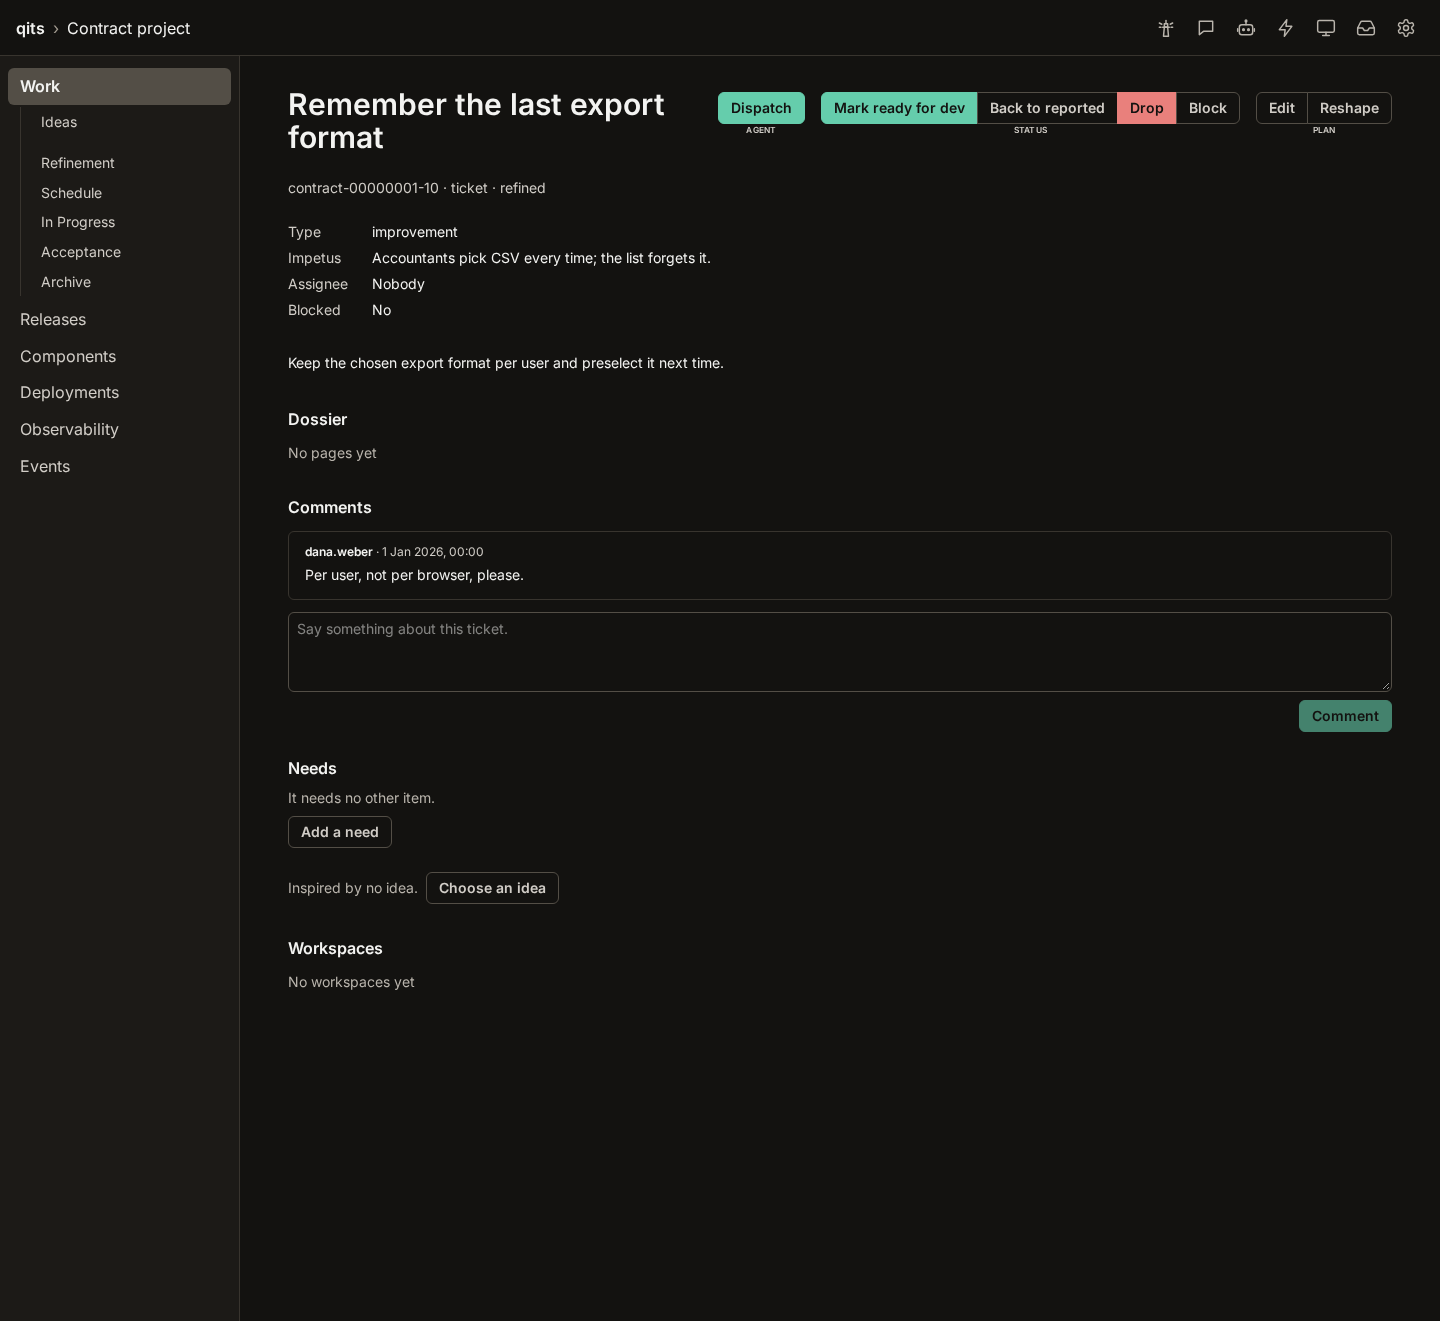 qits › Contract project
Work
Ideas
Refinement
Schedule
In Progress
Acceptance
Archive
Releases
Components
Deployments
Observability
Events
Remember the last export
format
Dispatch
AGENT
Mark ready for dev Back to reported Drop Block
STATUS
Edit Reshape
PLAN
contract-00000001-10 · ticket · refined
Type improvement
Impetus Accountants pick CSV every time; the list forgets it.
Assignee Nobody
Blocked No
Keep the chosen export format per user and preselect it next time.
Dossier
No pages yet
Comments
dana.weber · 1 Jan 2026, 00:00
Per user, not per browser, please.
Say something about this ticket.
Comment
Needs
It needs no other item.
Add a need
Inspired by no idea. Choose an idea
Workspaces
No workspaces yet